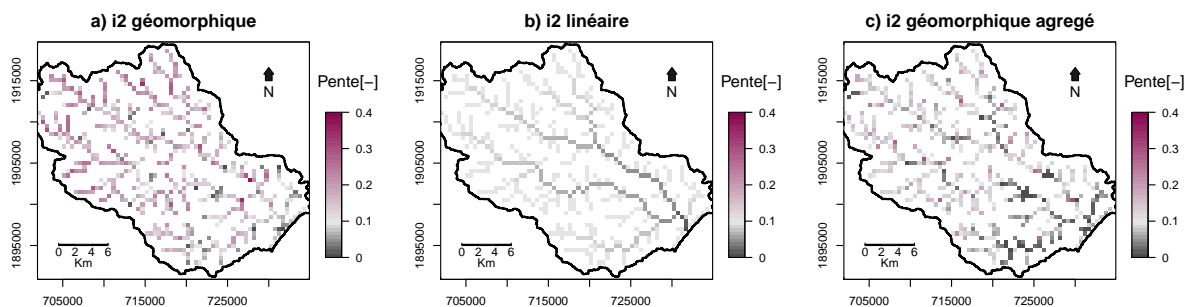 a) i2 géomorphique
1915000
1905000
1895000
N
0 2 4 6
Km
705000
715000
725000
Pente[−]
0.4
0.3
0.2
0.1
0
b) i2 linéaire
1915000
1905000
1895000
N
0 2 4 6
Km
705000
715000
725000
Pente[−]
0.4
0.3
0.2
0.1
0
c) i2 géomorphique agregé
1915000
1905000
1895000
N
0 2 4 6
Km
705000
715000
725000
Pente[−]
0.4
0.3
0.2
0.1
0